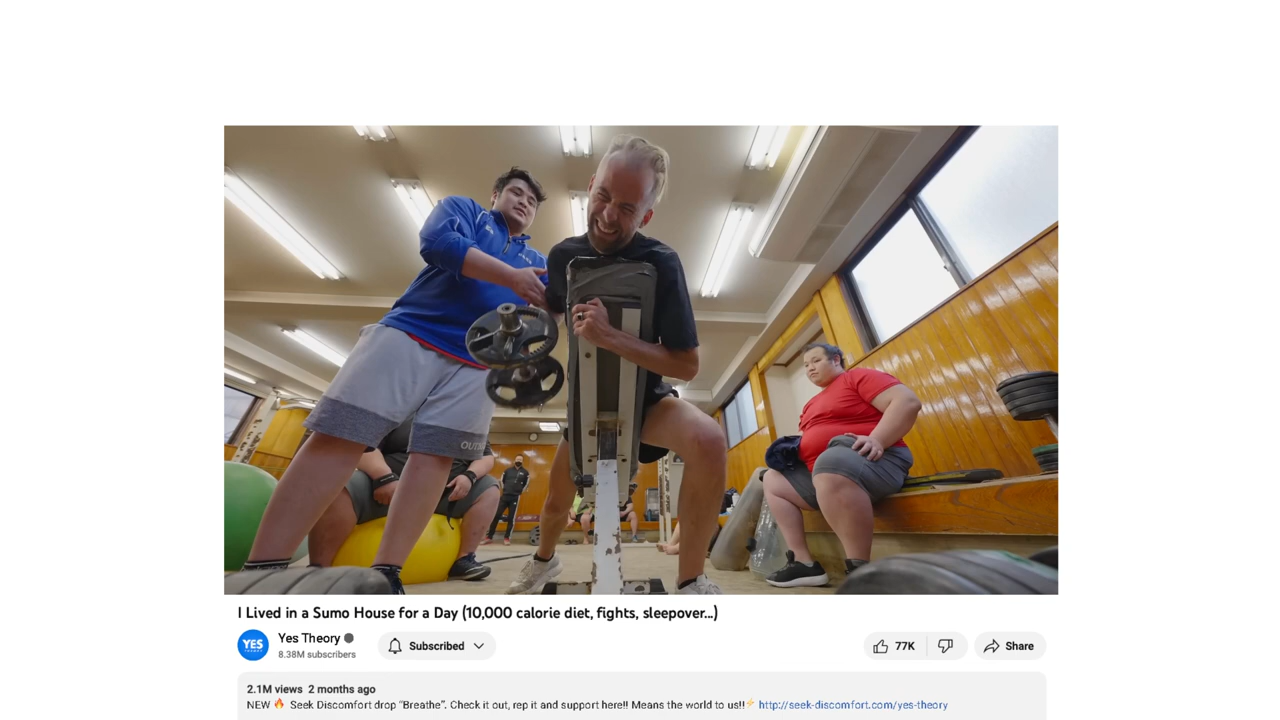 OUTD
I Lived in a Sumo House for a Day (10,000 calorie diet, fights, sleepover...)
YES
THEORY
Yes Theory
8.38M subscribers
Subscribed
77K
Share
2.1M views 2 months ago
NEW 🔥 Seek Discomfort drop “Breathe”. Check it out, rep it and support here!! Means the world to us!!⚡ http://seek-discomfort.com/yes-theory